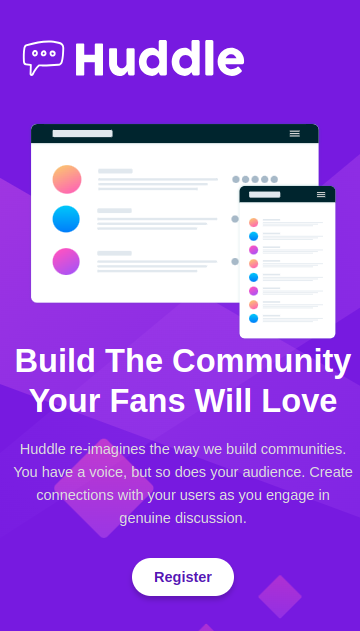 Huddle
Build The Community
Your Fans Will Love
Huddle re-imagines the way we build communities.
You have a voice, but so does your audience. Create
connections with your users as you engage in
genuine discussion.
Register